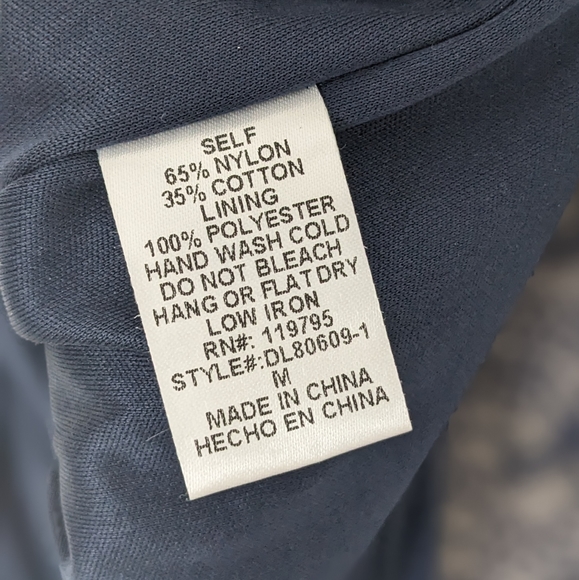 SELF
65% NYLON
35% COTTON
LINING
100% POLYESTER
HAND WASH COLD
DO NOT BLEACH
HANG OR FLAT DRY
LOW IRON
RN#: 119795
STYLE#:DL80609-1
M
MADE IN CHINA
HECHO EN CHINA